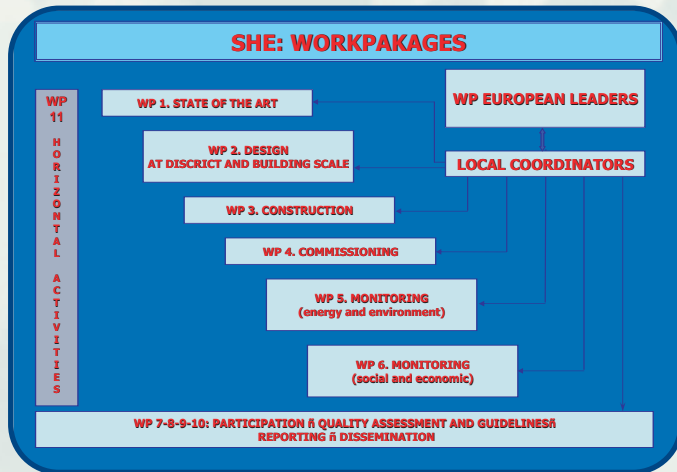 SHE: WORKPAKAGES
WP EUROPEAN LEADERS
LOCAL COORDINATORS
WP
11
HORIZONTAL ACTIVITIES
WP 1. STATE OF THE ART
WP 2. DESIGN
AT DISCRICT AND BUILDING SCALE
WP 3. CONSTRUCTION
WP 4. COMMISSIONING
WP 5. MONITORING
(energy and environment)
WP 6. MONITORING
(social and economic)
WP 7-8-9-10: PARTICIPATION ñ QUALITY ASSESSMENT AND GUIDELINESñ
REPORTING ñ DISSEMINATION